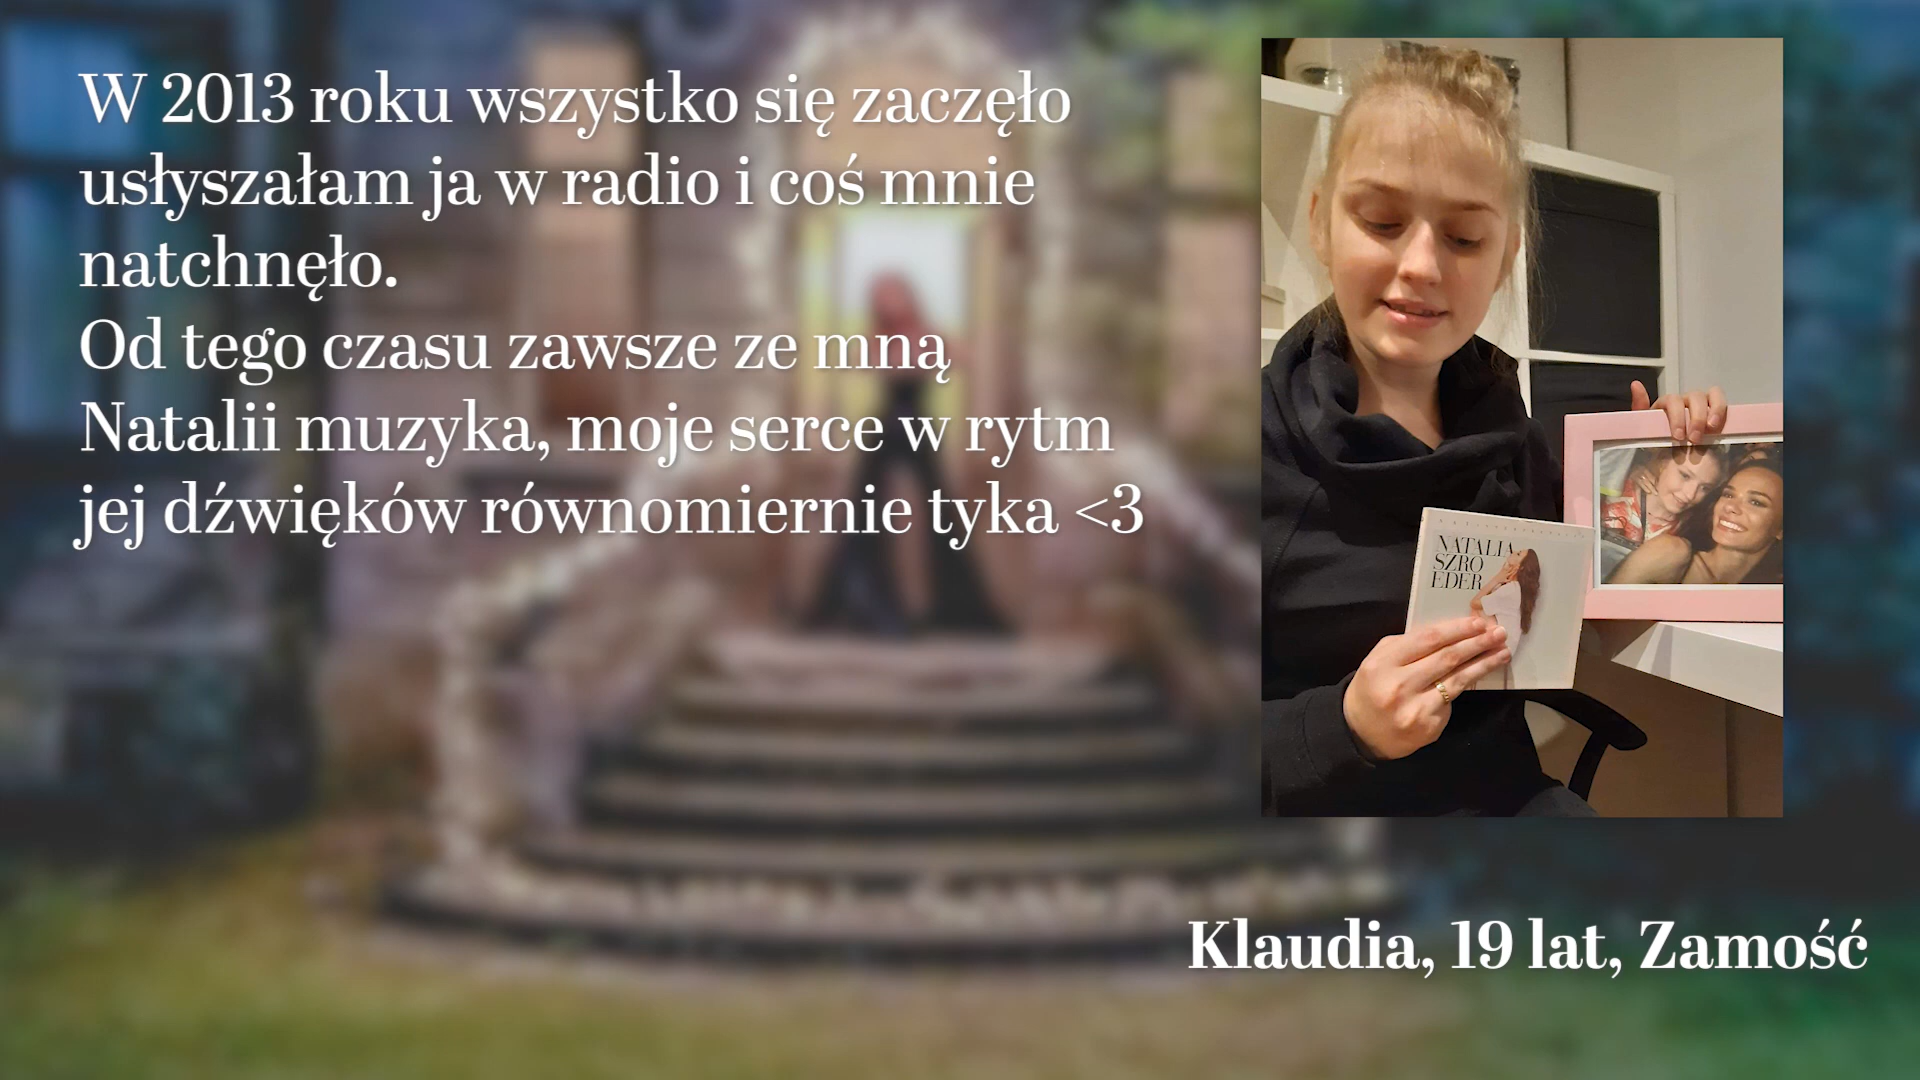 W 2013 roku wszystko się zaczęło
usłyszałam ja w radio i coś mnie
natchnęło.
Od tego czasu zawsze ze mną
Natalii muzyka, moje serce w rytm
jej dźwięków równomiernie tyka <3
NATALIA
SZRO
EDER
Klaudia, 19 lat, Zamość